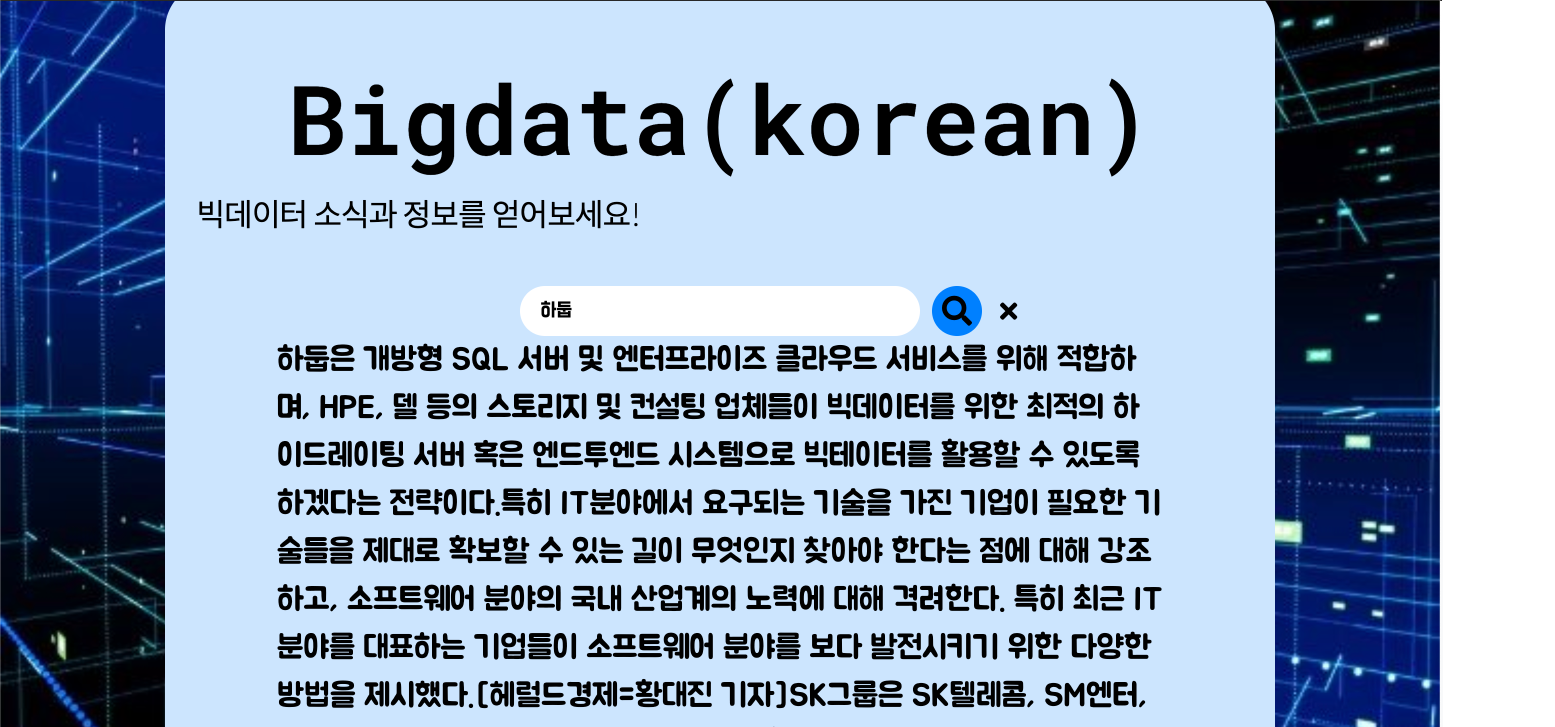 Bigdata(korean)
빅데이터 소식과 정보를 얻어보세요!
하둡
하둡은 개방형 SQL 서버 및 엔터프라이즈 클라우드 서비스를 위해 적합하
며, HPE, 델 등의 스토리지 및 컨설팅 업체들이 빅데이터를 위한 최적의 하
이드레이팅 서버 혹은 엔드투엔드 시스템으로 빅테이터를 활용할 수 있도록
하겠다는 전략이다.특히 IT분야에서 요구되는 기술을 가진 기업이 필요한 기
술들을 제대로 확보할 수 있는 길이 무엇인지 찾아야 한다는 점에 대해 강조
하고, 소프트웨어 분야의 국내 산업계의 노력에 대해 격려한다. 특히 최근 IT
분야를 대표하는 기업들이 소프트웨어 분야를 보다 발전시키기 위한 다양한
방법을 제시했다.[헤럴드경제=황대진 기자]SK그룹은 SK텔레콤, SM엔터,